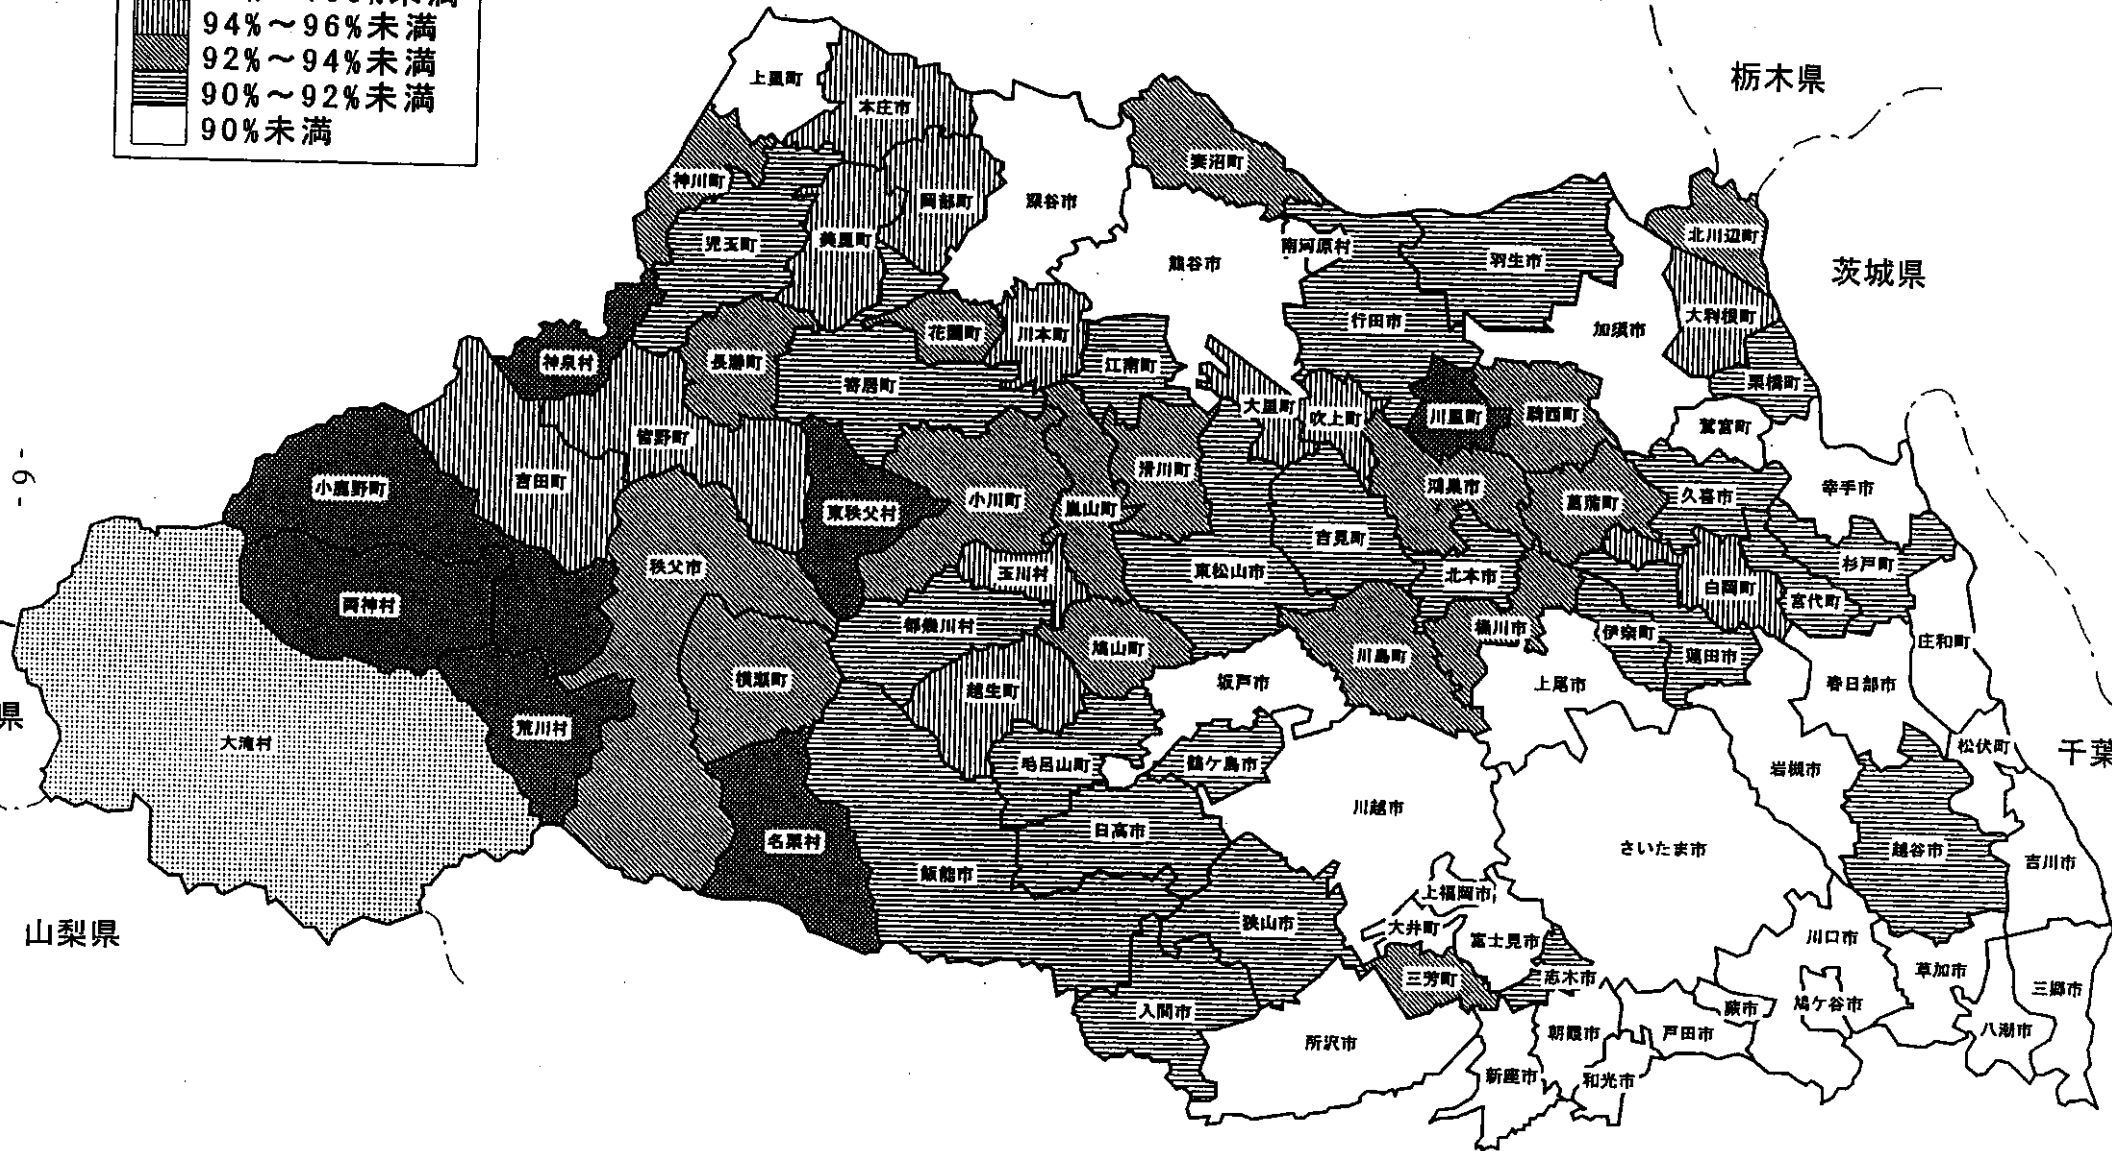 94%～96%未満
92%～94%未満
90%～92%未満
90%未満
栃木県
茨城県
千葉
山梨県
県
-6-
上里町
本庄市
神川町
児玉町
美里町
岡部町
深谷市
妻沼町
熊谷市
南河原村
行田市
羽生市
加須市
北川辺町
大利根町
栗橋町
鷲宮町
幸手市
神泉村
長瀞町
寄居町
花園町
川本町
江南町
大里町
吹上町
川里町
騎西町
皆野町
吉田町
小鹿野町
両神村
大滝村
荒川村
秩父市
横瀬町
東秩父村
小川町
嵐山町
滑川町
玉川村
都幾川村
鳩山町
越生町
毛呂山町
東松山市
吉見町
鴻巣市
北本市
菖蒲町
久喜市
杉戸町
宮代町
白岡町
桶川市
伊奈町
蓮田市
川島町
坂戸市
鶴ケ島市
上尾市
春日部市
庄和町
松伏町
岩槻市
越谷市
吉川市
名栗村
飯能市
日高市
川越市
さいたま市
狭山市
入間市
所沢市
上福岡市
大井町
富士見市
三芳町
志木市
新座市
朝霞市
和光市
戸田市
蕨市
鳩ケ谷市
川口市
草加市
八潮市
三郷市